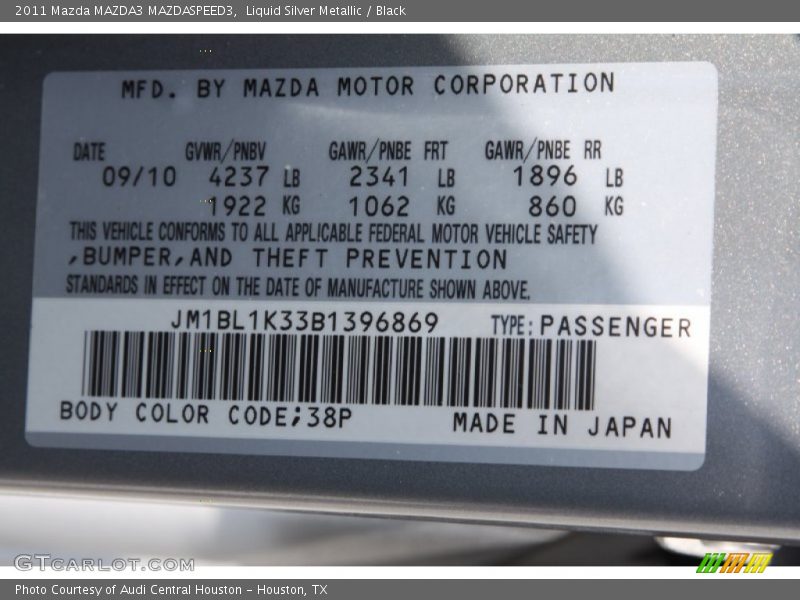 2011 Mazda MAZDA3 MAZDASPEED3,  Liquid Silver Metallic / Black
MFD. BY MAZDA MOTOR CORPORATION
DATE GVWR/PNBV GAWR/PNBE FRT GAWR/PNBE RR
09/10 4237 LB 2341 LB 1896 LB
1922 KG 1062 KG 860 KG
THIS VEHICLE CONFORMS TO ALL APPLICABLE FEDERAL MOTOR VEHICLE SAFETY
,BUMPER,AND THEFT PREVENTION
STANDARDS IN EFFECT ON THE DATE OF MANUFACTURE SHOWN ABOVE.
JM1BL1K33B1396869 TYPE: PASSENGER
BODY COLOR CODE;38P MADE IN JAPAN
GTCARLOT.COM
Photo Courtesy of Audi Central Houston - Houston, TX